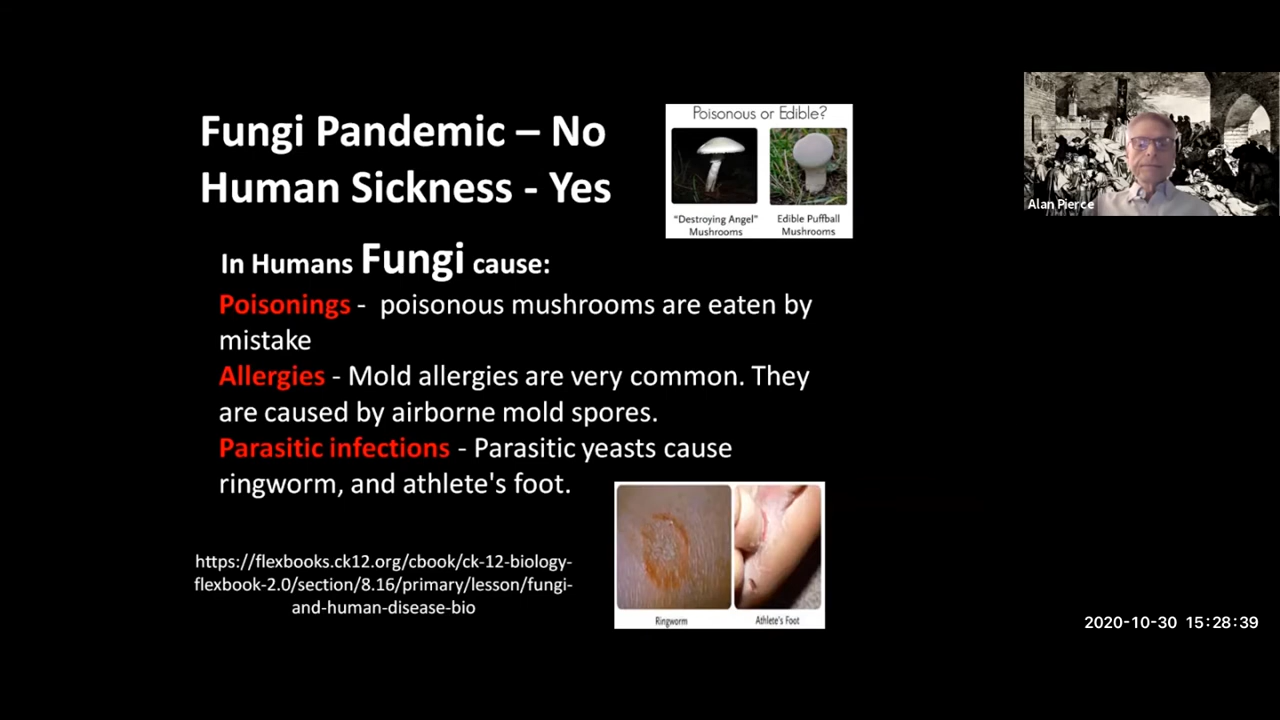 Fungi Pandemic – No
Human Sickness - Yes
Poisonous or Edible?
"Destroying Angel"
Mushrooms
Edible Puffball
Mushrooms
Alan Pierce
In Humans Fungi cause:
Poisonings - poisonous mushrooms are eaten by
mistake
Allergies - Mold allergies are very common. They
are caused by airborne mold spores.
Parasitic infections - Parasitic yeasts cause
ringworm, and athlete's foot.
https://flexbooks.ck12.org/cbook/ck-12-biology-
flexbook-2.0/section/8.16/primary/lesson/fungi-
and-human-disease-bio
Ringworm
Athlete's Foot
2020-10-30 15:28:39